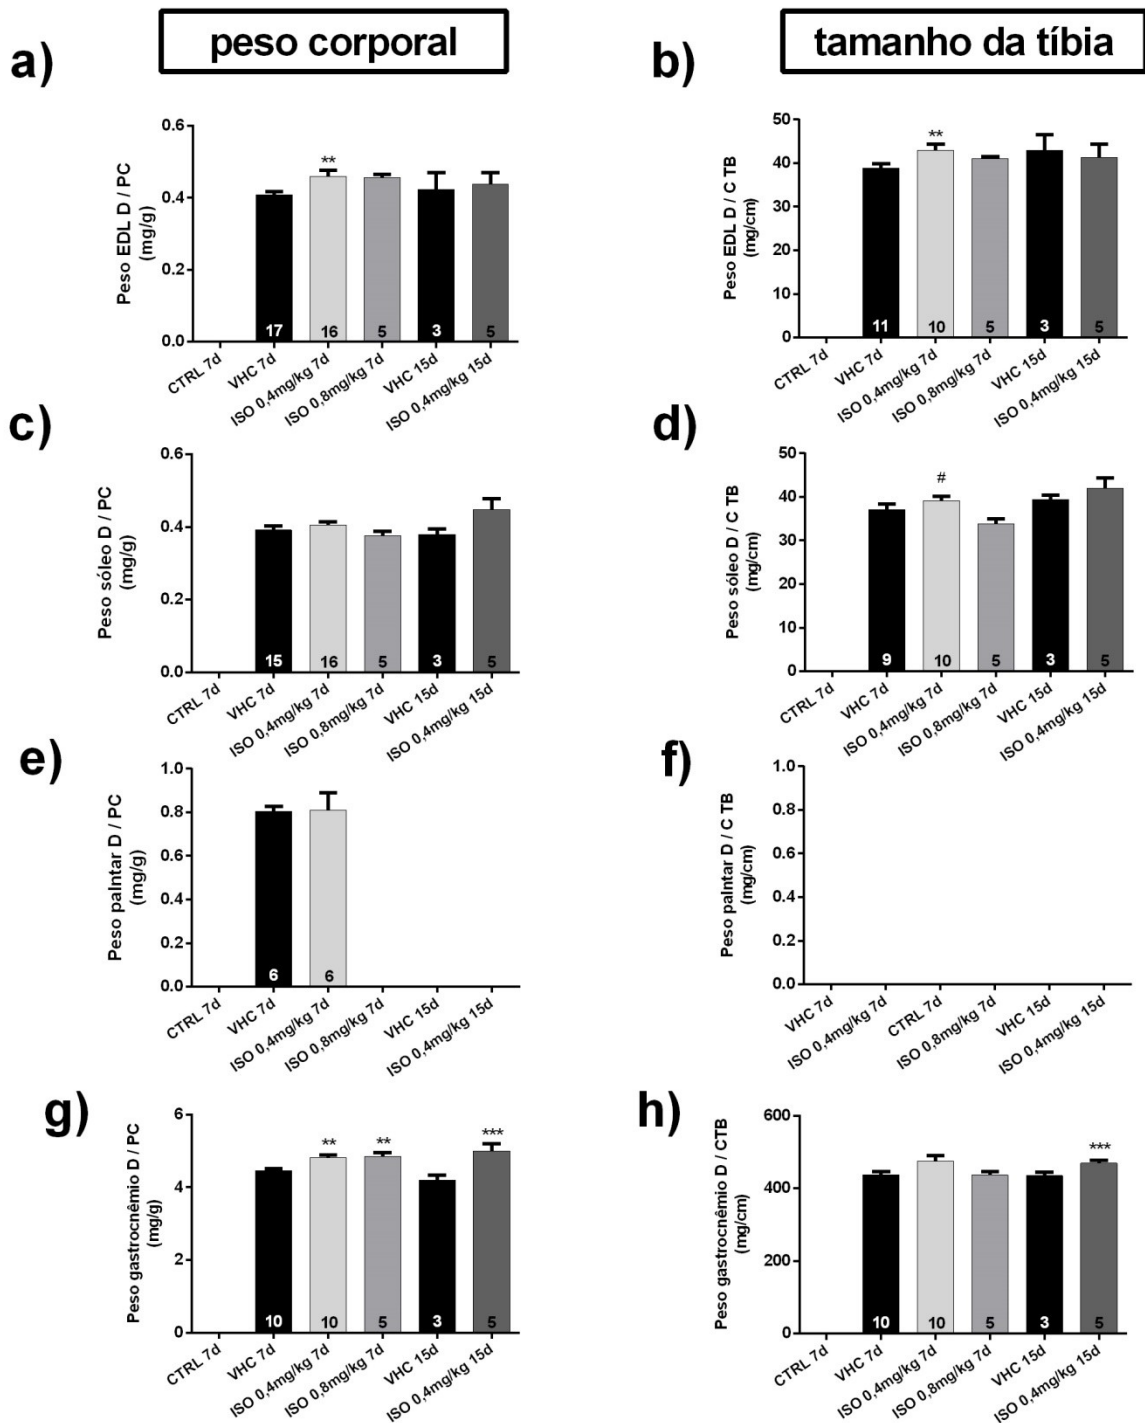 peso corporal
tamanho da tíbia
a)
Peso EDL D / PC
(mg/g)
0.6
0.4
0.2
0.0
**
17
16
5
3
5
CTRL 7d
VHC 7d
ISO 0,4mg/kg 7d
ISO 0,8mg/kg 7d
VHC 15d
ISO 0,4mg/kg 15d
b)
Peso EDL D / C TB
(mg/cm)
50
40
30
20
10
0
**
11
10
5
3
5
CTRL 7d
VHC 7d
ISO 0,4mg/kg 7d
ISO 0,8mg/kg 7d
VHC 15d
ISO 0,4mg/kg 15d
c)
Peso sóleo D / PC
(mg/g)
0.6
0.4
0.2
0.0
15
16
5
3
5
CTRL 7d
VHC 7d
ISO 0,4mg/kg 7d
ISO 0,8mg/kg 7d
VHC 15d
ISO 0,4mg/kg 15d
d)
Peso sóleo D / C TB
(mg/cm)
50
40
30
20
10
0
#
9
10
5
3
5
CTRL 7d
VHC 7d
ISO 0,4mg/kg 7d
ISO 0,8mg/kg 7d
VHC 15d
ISO 0,4mg/kg 15d
e)
Peso palntar D / PC
(mg/g)
1.0
0.8
0.6
0.4
0.2
0.0
6
6
CTRL 7d
VHC 7d
ISO 0,4mg/kg 7d
ISO 0,8mg/kg 7d
VHC 15d
ISO 0,4mg/kg 15d
f)
Peso palntar D / C TB
(mg/cm)
1.0
0.8
0.6
0.4
0.2
0.0
VHC 7d
ISO 0,4mg/kg 7d
CTRL 7d
ISO 0,8mg/kg 7d
VHC 15d
ISO 0,4mg/kg 15d
g)
Peso gastrocnêmio D / PC
(mg/g)
6
4
2
0
**
**
***
10
10
5
3
5
CTRL 7d
VHC 7d
ISO 0,4mg/kg 7d
ISO 0,8mg/kg 7d
VHC 15d
ISO 0,4mg/kg 15d
h)
Peso gastrocnêmio D / CTB
(mg/cm)
600
400
200
0
***
10
10
5
3
5
CTRL 7d
VHC 7d
ISO 0,4mg/kg 7d
ISO 0,8mg/kg 7d
VHC 15d
ISO 0,4mg/kg 15d